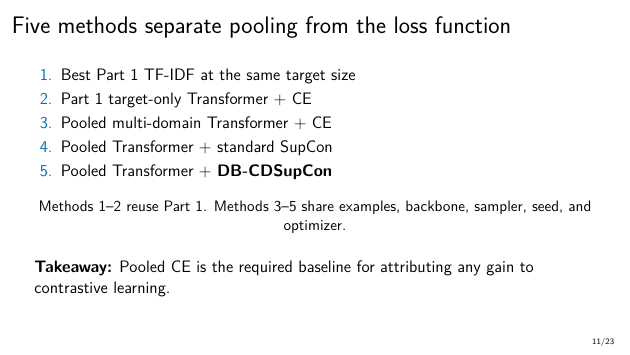 Five methods separate pooling from the loss function
1. Best Part 1 TF-IDF at the same target size
2. Part 1 target-only Transformer + CE
3. Pooled multi-domain Transformer + CE
4. Pooled Transformer + standard SupCon
5. Pooled Transformer + DB-CDSupCon
Methods 1–2 reuse Part 1. Methods 3–5 share examples, backbone, sampler, seed, and
optimizer.
Takeaway: Pooled CE is the required baseline for attributing any gain to
contrastive learning.
11/23